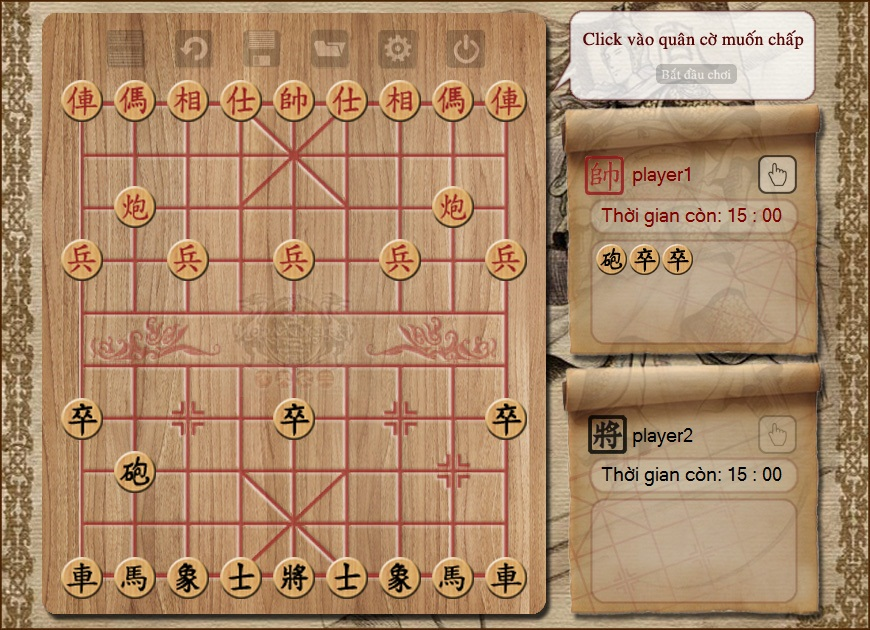 Click vào quân cờ muốn chấp
Bắt đầu chơi
俥傌相仕帥仕相傌俥
炮炮
兵兵兵兵兵
卒卒卒
砲
車馬象士將士象馬車
帥 player1
Thời gian còn: 15 : 00
砲卒卒
將 player2
Thời gian còn: 15 : 00